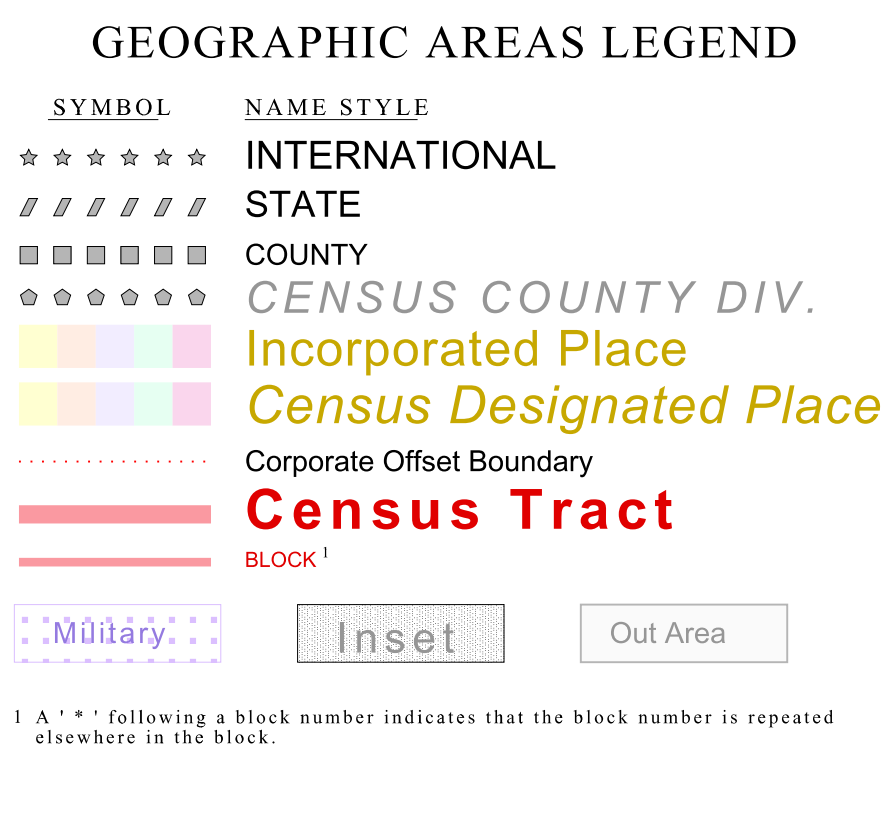 GEOGRAPHIC AREAS LEGEND
SYMBOL NAME STYLE
INTERNATIONAL
STATE
COUNTY
CENSUS COUNTY DIV.
Incorporated Place
Census Designated Place
Corporate Offset Boundary
Census Tract
BLOCK 1
Military Inset Out Area
1 A ' * ' following a block number indicates that the block number is repeated
elsewhere in the block.